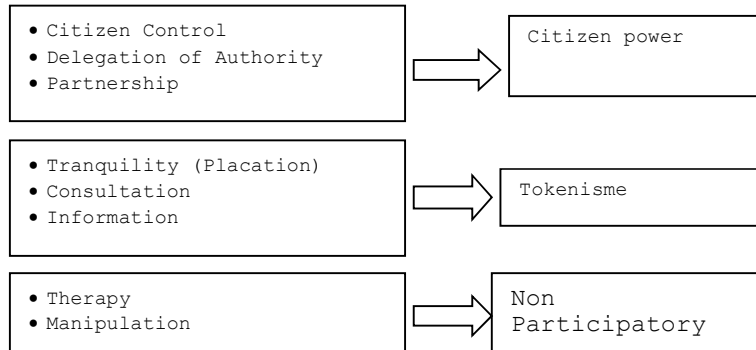 • Citizen Control
• Delegation of Authority
• Partnership
Citizen power
• Tranquility (Placation)
• Consultation
• Information
Tokenisme
• Therapy
• Manipulation
Non
Participatory